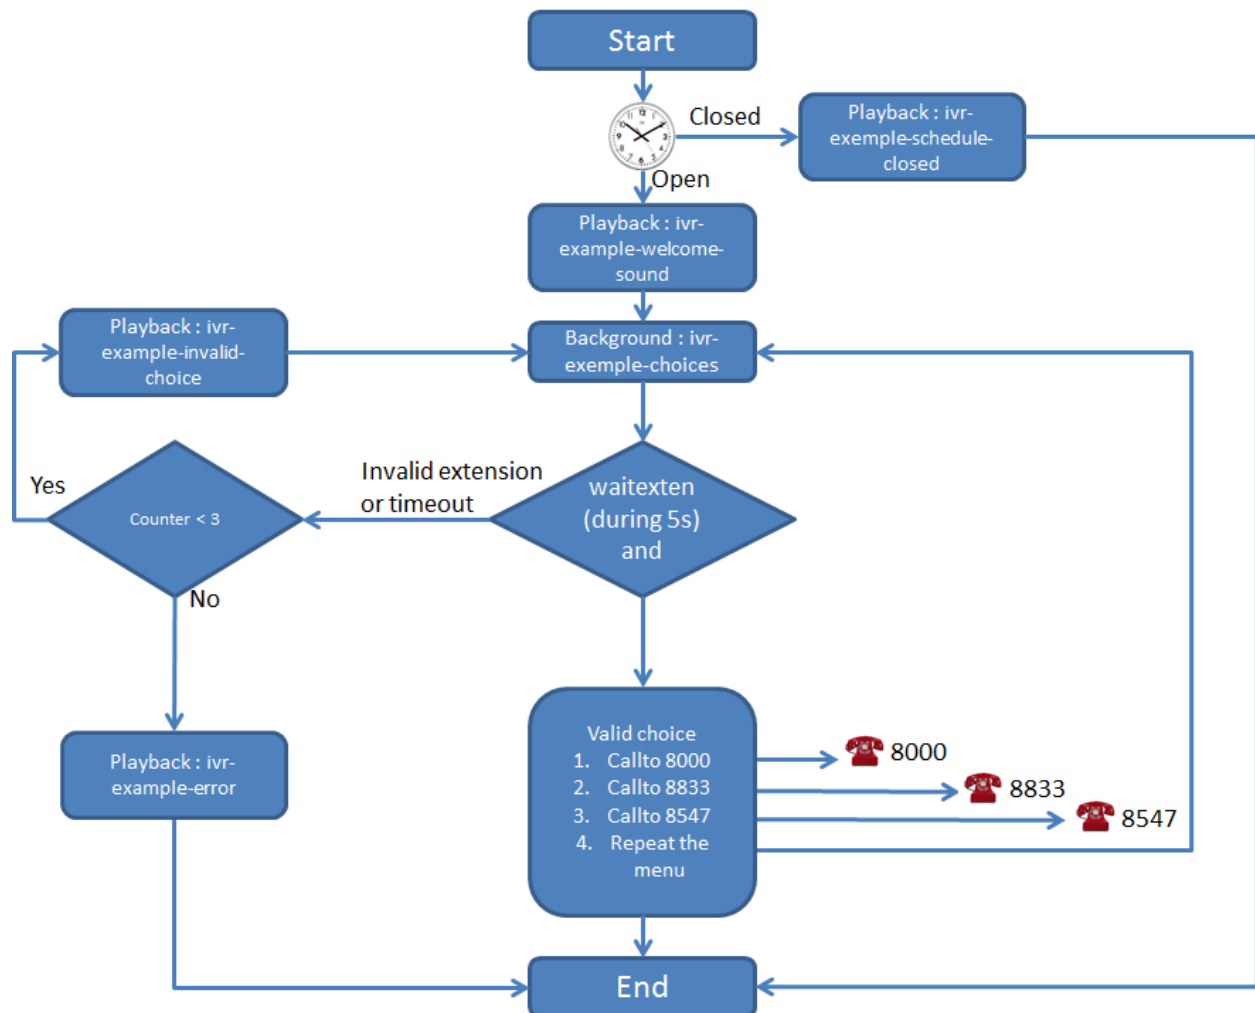 Start
Closed
Playback : ivr-
exemple-schedule-
closed
Open
Playback : ivr-
example-welcome-
sound
Playback : ivr-
example-invalid-
choice
Background : ivr-
exemple-choices
Yes
Counter < 3
Invalid extension
or timeout
waitexten
(during 5s)
and
No
Playback : ivr-
example-error
Valid choice
1. Callto 8000
2. Callto 8833
3. Callto 8547
4. Repeat the
menu
8000
8833
8547
End